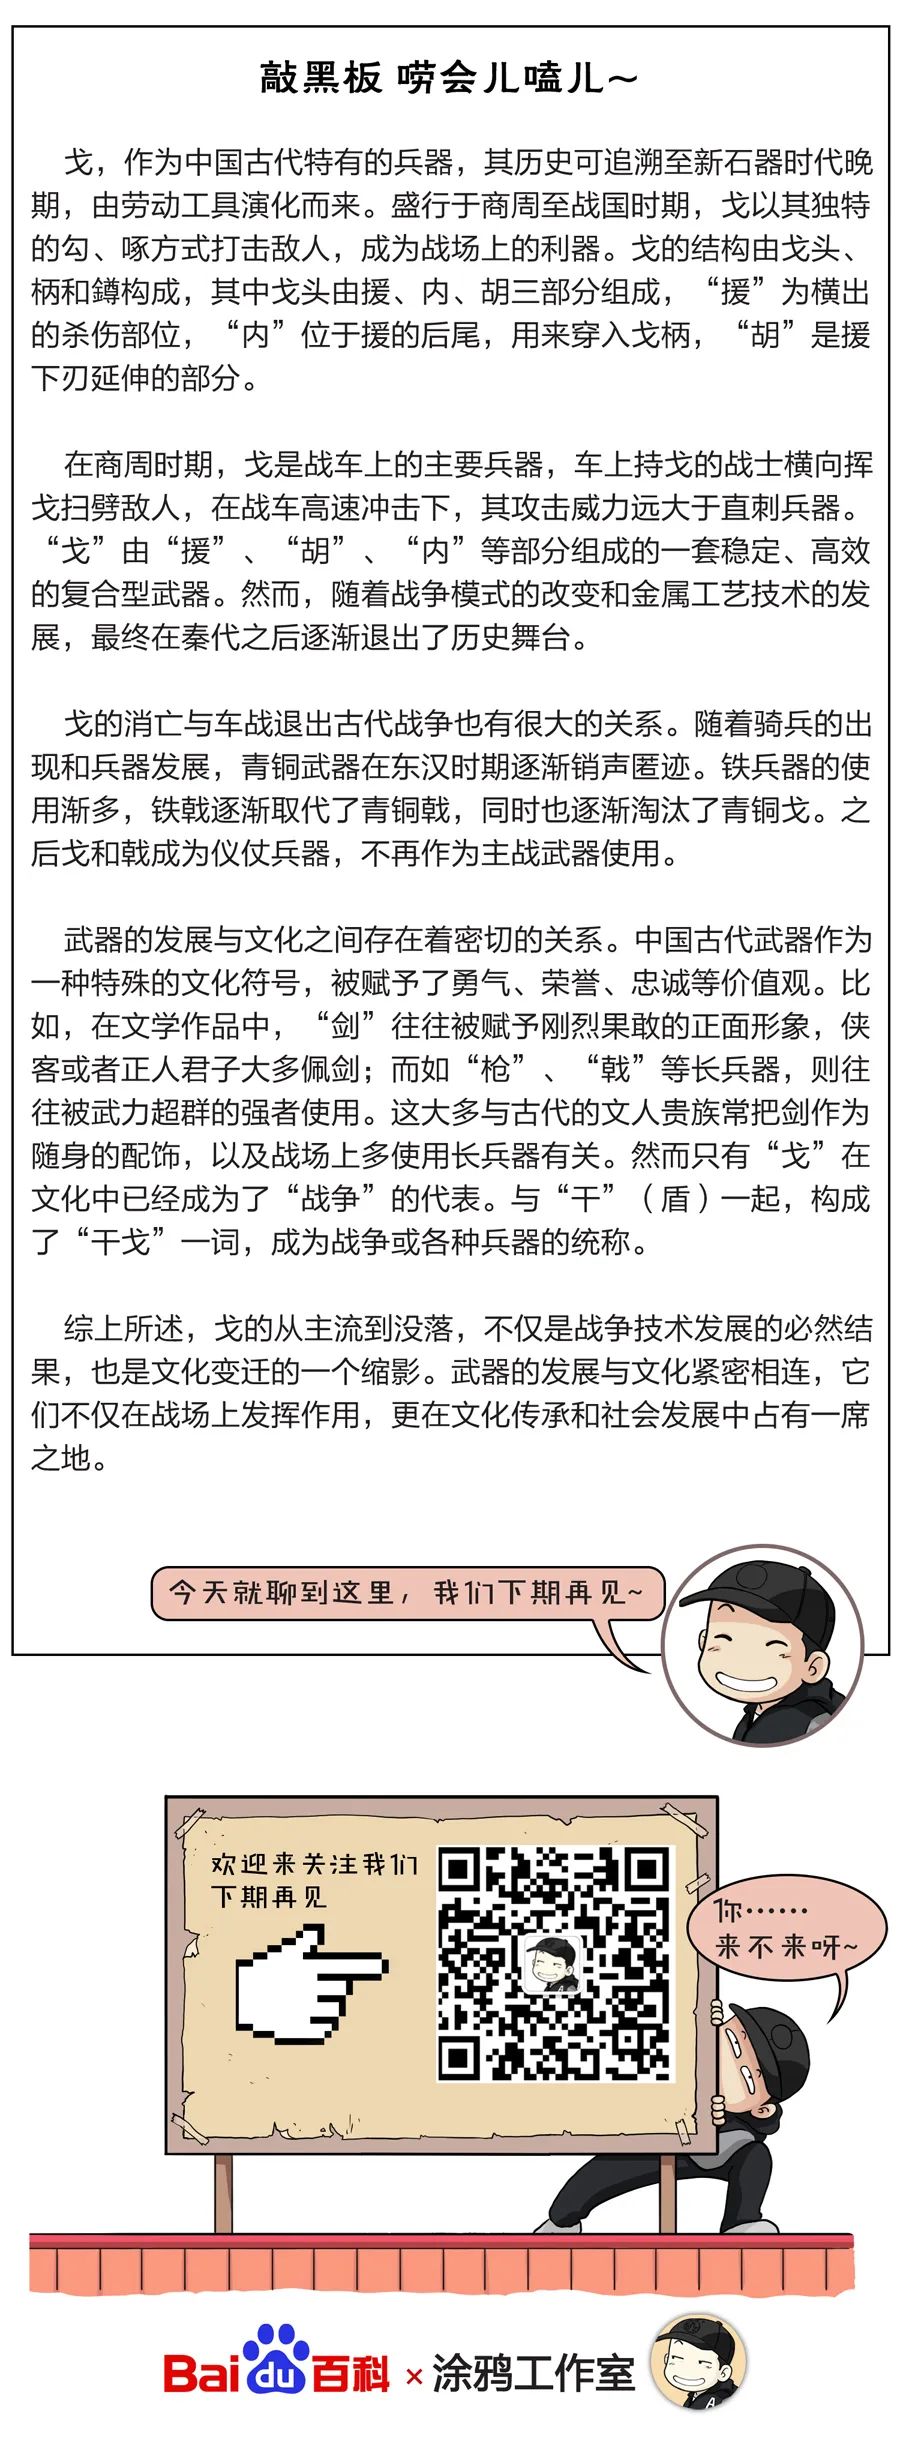 敲黑板 唠会儿嗑儿~
戈，作为中国古代特有的兵器，其历史可追溯至新石器时代晚
期，由劳动工具演化而来。盛行于商周至战国时期，戈以其独特
的勾、啄方式打击敌人，成为战场上的利器。戈的结构由戈头、
柄和鐏构成，其中戈头由援、内、胡三部分组成，“援”为横出
的杀伤部位，“内”位于援的后尾，用来穿入戈柄，“胡”是援
下刃延伸的部分。
在商周时期，戈是战车上的主要兵器，车上持戈的战士横向挥
戈扫劈敌人，在战车高速冲击下，其攻击威力远大于直刺兵器。
“戈”由“援”、“胡”、“内”等部分组成的一套稳定、高效
的复合型武器。然而，随着战争模式的改变和金属工艺技术的发
展，最终在秦代之后逐渐退出了历史舞台。
戈的消亡与车战退出古代战争也有很大的关系。随着骑兵的出
现和兵器发展，青铜武器在东汉时期逐渐销声匿迹。铁兵器的使
用渐多，铁戟逐渐取代了青铜戟，同时也逐渐淘汰了青铜戈。之
后戈和戟成为仪仗兵器，不再作为主战武器使用。
武器的发展与文化之间存在着密切的关系。中国古代武器作为
一种特殊的文化符号，被赋予了勇气、荣誉、忠诚等价值观。比
如，在文学作品中，“剑”往往被赋予刚烈果敢的正面形象，侠
客或者正人君子大多佩剑；而如“枪”、“戟”等长兵器，则往
往被武力超群的强者使用。这大多与古代的文人贵族常把剑作为
随身的配饰，以及战场上多使用长兵器有关。然而只有“戈”在
文化中已经成为了“战争”的代表。与“干”（盾）一起，构成
了“干戈”一词，成为战争或各种兵器的统称。
综上所述，戈的从主流到没落，不仅是战争技术发展的必然结
果，也是文化变迁的一个缩影。武器的发展与文化紧密相连，它
们不仅在战场上发挥作用，更在文化传承和社会发展中占有一席
之地。
今天就聊到这里，我们下期再见~
欢迎来关注我们
下期再见
你……
来不来呀~
Bai du 百科 × 涂鸦工作室